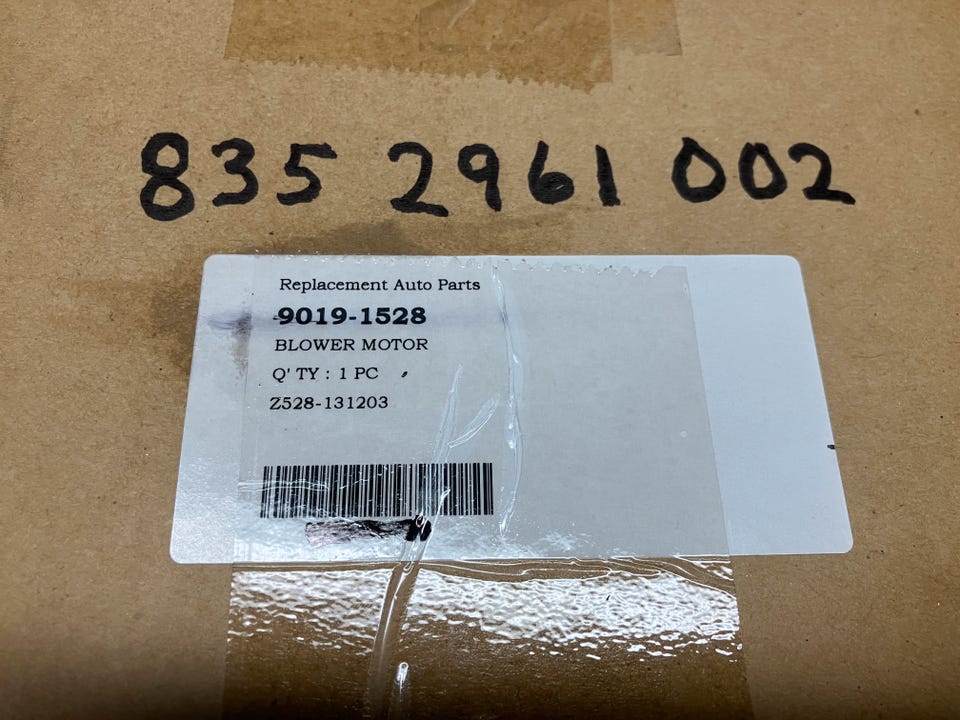 835 2961 002
Replacement Auto Parts
9019-1528
BLOWER MOTOR
Q' TY : 1 PC
Z528-131203